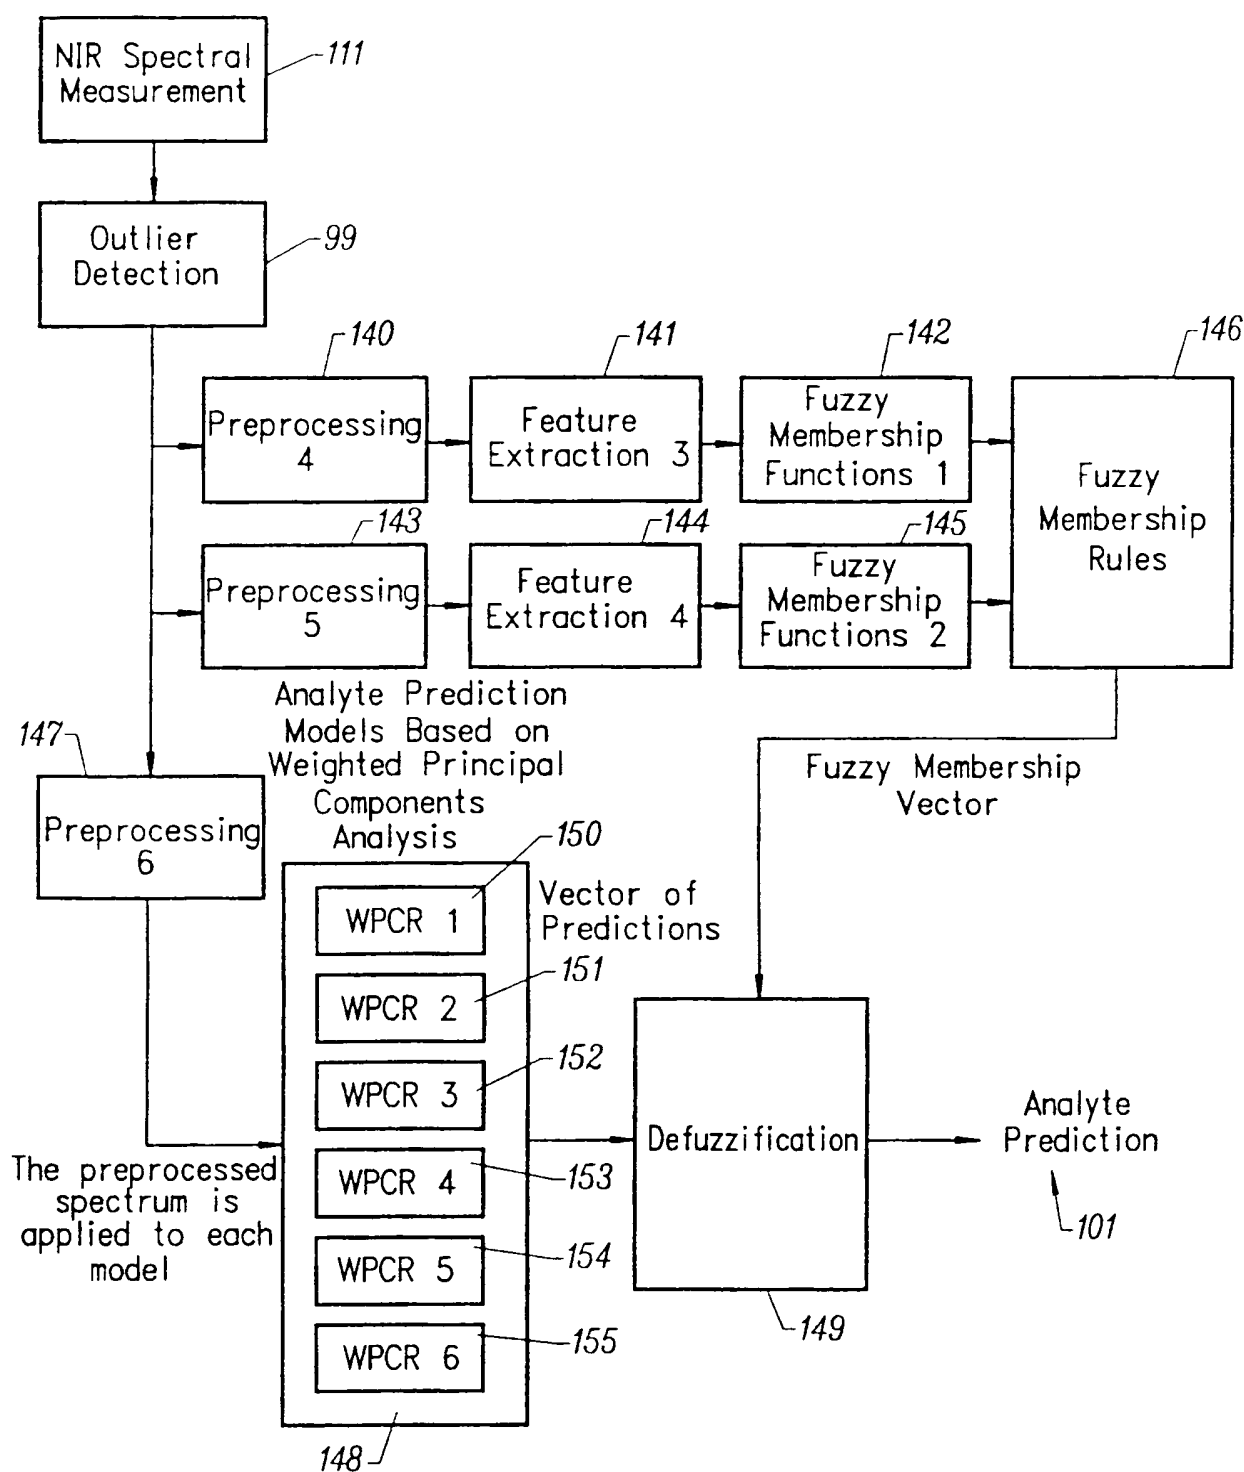 NIR Spectral
Measurement
111
Outlier
Detection
99
140
Preprocessing
4
141
Feature
Extraction 3
142
Fuzzy
Membership
Functions 1
146
Fuzzy
Membership
Rules
143
Preprocessing
5
144
Feature
Extraction 4
145
Fuzzy
Membership
Functions 2
Analyte Prediction
Models Based on
Weighted Principal
Components
Analysis
147
Preprocessing
6
Fuzzy Membership
Vector
150
WPCR 1
Vector of
Predictions
151
WPCR 2
152
WPCR 3
153
WPCR 4
154
WPCR 5
155
WPCR 6
148
The preprocessed
spectrum is
applied to each
model
Defuzzification
149
Analyte
Prediction
101